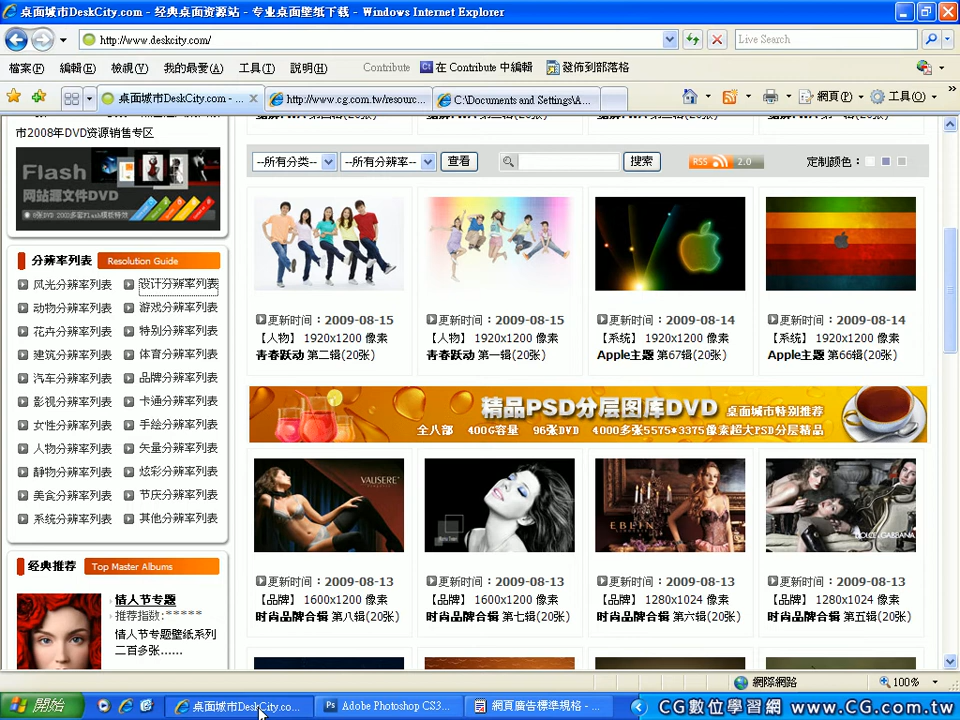 桌面城市DeskCity.com - 经典桌面资源站 - 专业桌面壁纸下载 - Windows Internet Explorer
http://www.deskcity.com/
Live Search
檔案(F) 編輯(E) 檢視(V) 我的最愛(A) 工具(T) 說明(H) Contribute 在 Contribute 中編輯 發佈到部落格
桌面城市DeskCity.com - ... http://www.cg.com.tw/resourc... C:\Documents and Settings\A... 網頁(P) 工具(O)
市2008年DVD资源销售专区
Flash
网站源文件DVD
分辨率列表 Resolution Guide
风光分辨率列表 设计分辨率列表
动物分辨率列表 游戏分辨率列表
花卉分辨率列表 特别分辨率列表
建筑分辨率列表 体育分辨率列表
汽车分辨率列表 品牌分辨率列表
影视分辨率列表 卡通分辨率列表
女性分辨率列表 手绘分辨率列表
人物分辨率列表 矢量分辨率列表
静物分辨率列表 炫彩分辨率列表
美食分辨率列表 节庆分辨率列表
系统分辨率列表 其他分辨率列表
经典推荐 Top Master Albums
情人节专题
推荐指数:*****
情人节专题壁纸系列
二百多张......
--所有分类-- --所有分辨率-- 查看 搜索 RSS 2.0 定制颜色：
更新时间：2009-08-15 更新时间：2009-08-15 更新时间：2009-08-14 更新时间：2009-08-14
【人物】 1920x1200 像素 【人物】 1920x1200 像素 【系统】 1920x1200 像素 【系统】 1920x1200 像素
青春跃动 第二辑(20张) 青春跃动 第一辑(20张) Apple主题 第67辑(20张) Apple主题 第66辑(20张)
精品PSD分层图库DVD 桌面城市特别推荐
全八部 400G容量 96张DVD 4000多张5575*3375像素超大PSD分层精品
VAUSERE'
EBLIN
DOLCE & GABBANA
更新时间：2009-08-13 更新时间：2009-08-13 更新时间：2009-08-13 更新时间：2009-08-13
【品牌】 1600x1200 像素 【品牌】 1600x1200 像素 【品牌】 1280x1024 像素 【品牌】 1280x1024 像素
时尚品牌合辑 第八辑(20张) 时尚品牌合辑 第七辑(20张) 时尚品牌合辑 第六辑(20张) 时尚品牌合辑 第五辑(20张)
網際網路 100%
開始 桌面城市DeskCity.co... Adobe Photoshop CS3... 網頁廣告標準規格 - ... CG數位學習網 www.CG.com.tw